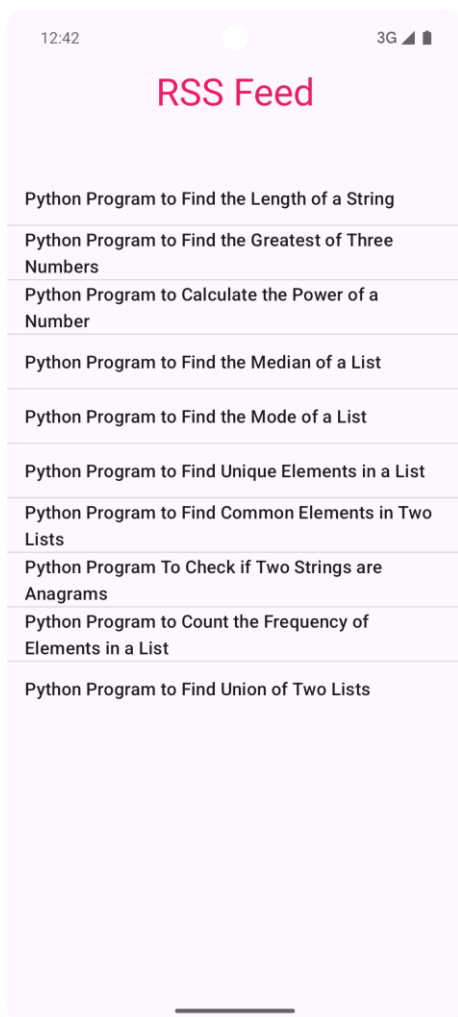 12:42
3G
RSS Feed
Python Program to Find the Length of a String
Python Program to Find the Greatest of Three
Numbers
Python Program to Calculate the Power of a
Number
Python Program to Find the Median of a List
Python Program to Find the Mode of a List
Python Program to Find Unique Elements in a List
Python Program to Find Common Elements in Two
Lists
Python Program To Check if Two Strings are
Anagrams
Python Program to Count the Frequency of
Elements in a List
Python Program to Find Union of Two Lists